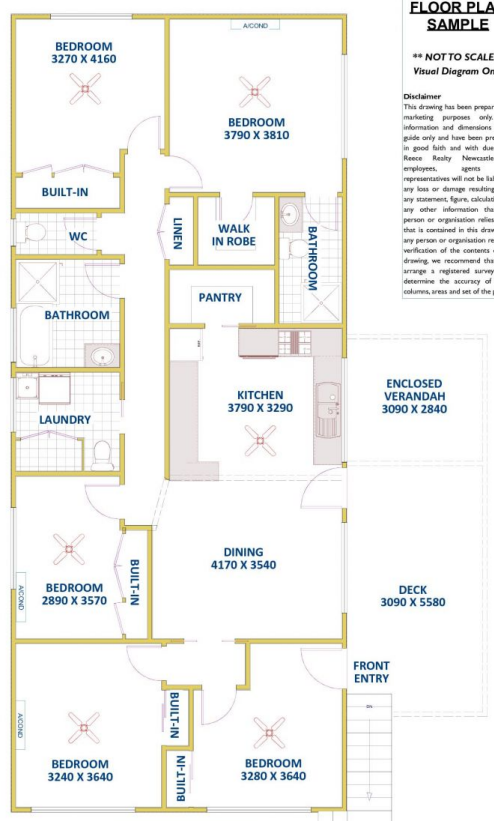 FLOOR PLA
SAMPLE
** NOT TO SCALE
Visual Diagram On
Disclaimer
This drawing has been prepar
marketing purposes only.
information and dimensions
guide only and have been pre
in good faith and with due
Reece Realty Newcastle
employees, agents
representatives will not be lial
any loss or damage resulting
any statement, figure, calculati
any other information that
person or organisation relies
that is contained in this draw
any person or organisation re
verification of the contents
drawing, we recommend tha
arrange a registered survey
determine the accuracy of
columns, areas and set of the p
A/COND
BEDROOM
3270 X 4160
BEDROOM
3790 X 3810
BUILT-IN
WC
LINEN
WALK
IN ROBE
BATHROOM
PANTRY
BATHROOM
KITCHEN
3790 X 3290
ENCLOSED
VERANDAH
3090 X 2840
LAUNDRY
DINING
4170 X 3540
BEDROOM
2890 X 3570
BUILT-IN
A/COND
DECK
3090 X 5580
FRONT
ENTRY
A/COND
BUILT-IN
BEDROOM
3240 X 3640
BUILT-IN
BEDROOM
3280 X 3640